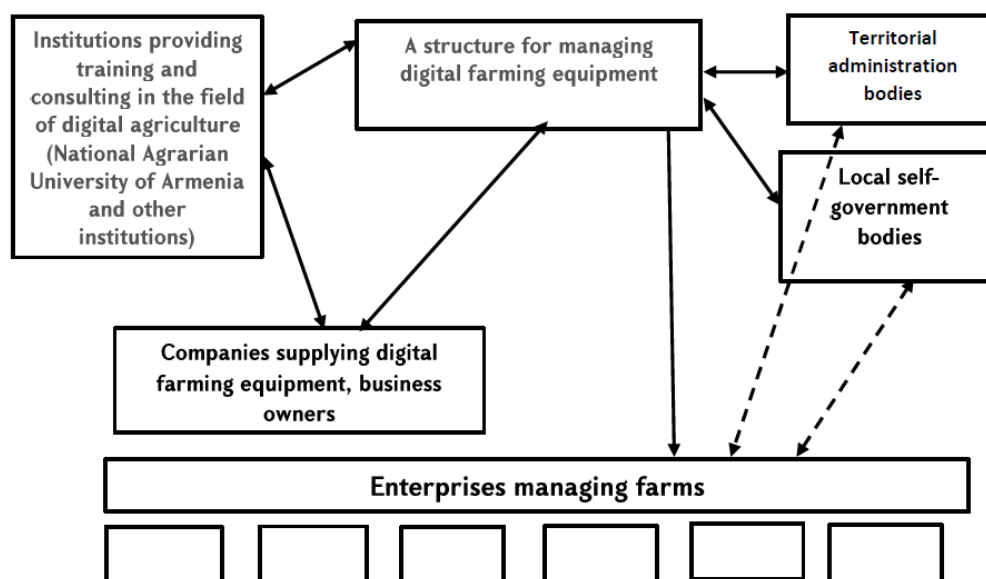 Institutions providing
training and
consulting in the field
of digital agriculture
(National Agrarian
University of Armenia
and other
institutions)
A structure for managing
digital farming equipment
Territorial
administration
bodies
Local self-
government
bodies
Companies supplying digital
farming equipment, business
owners
Enterprises managing farms